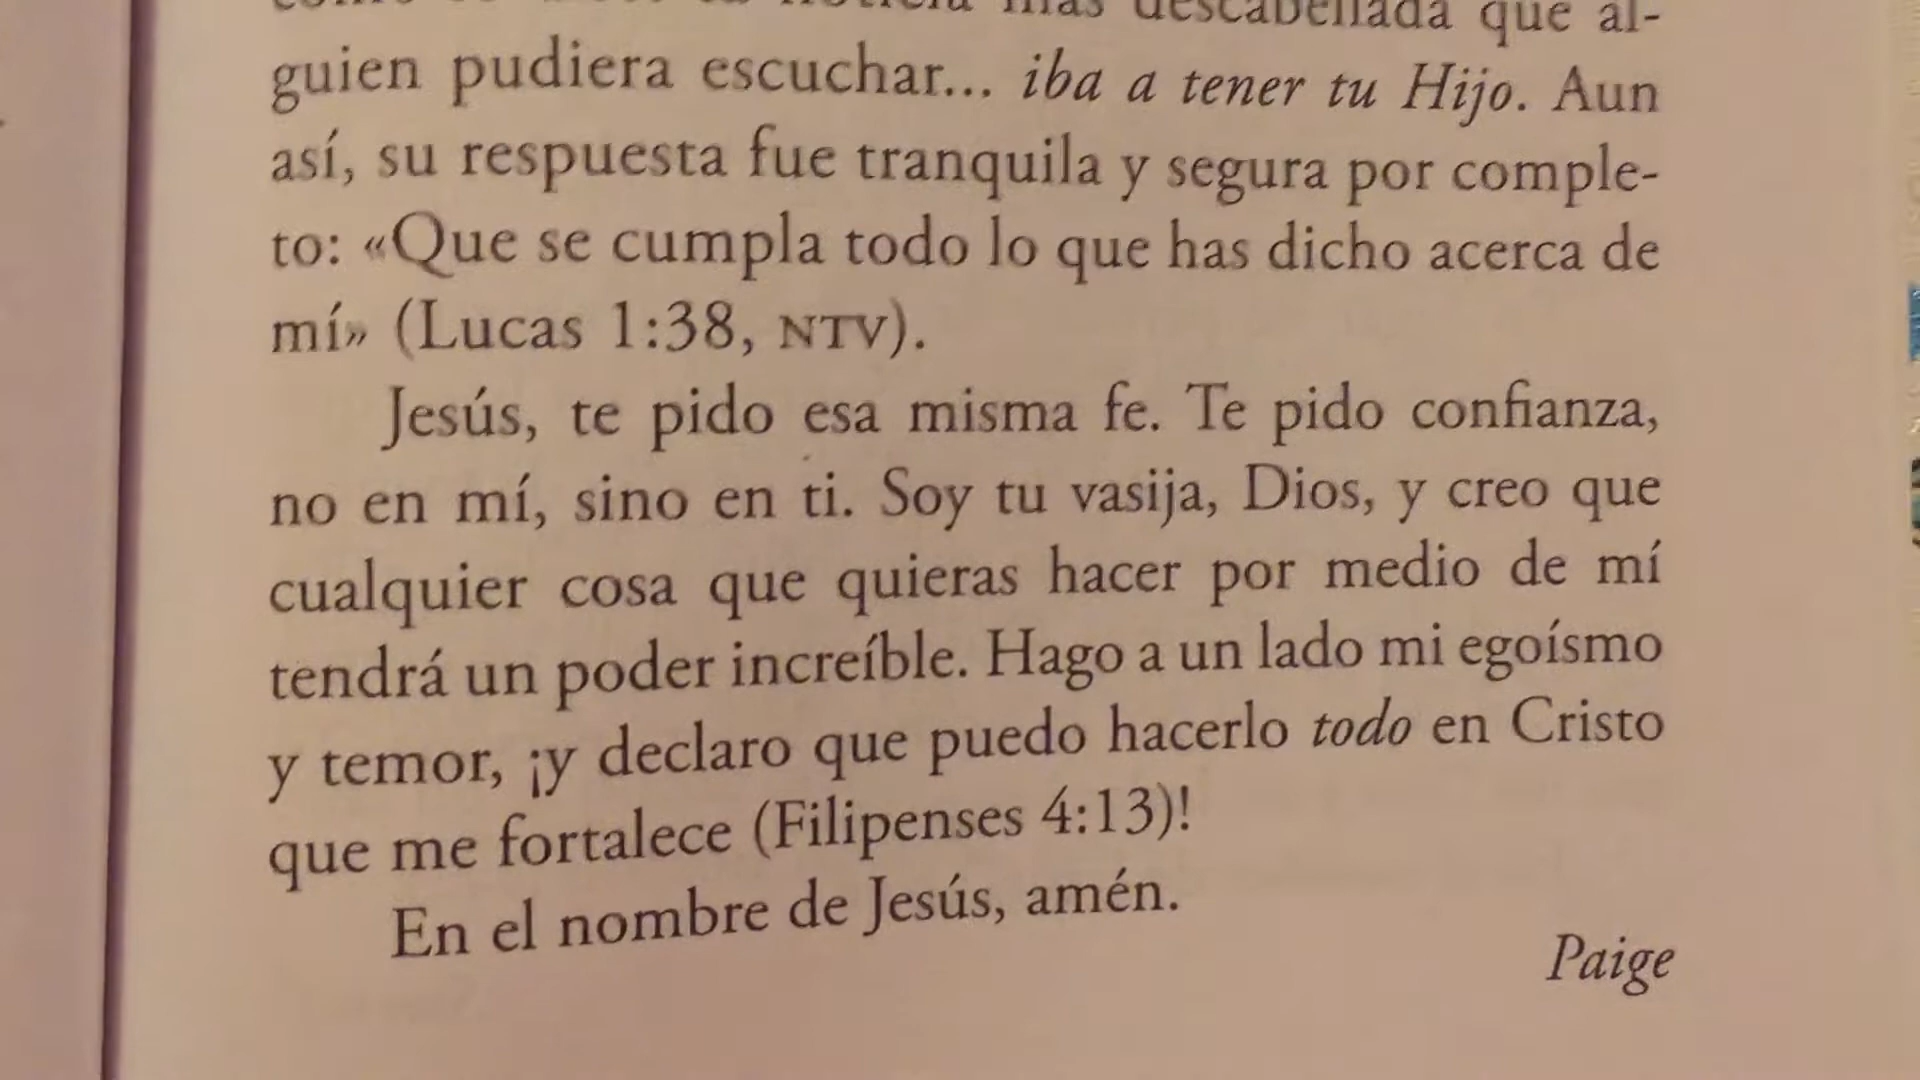 más descabellada que al-
guien pudiera escuchar... iba a tener tu Hijo. Aun
así, su respuesta fue tranquila y segura por comple-
to: «Que se cumpla todo lo que has dicho acerca de
mí» (Lucas 1:38, NTV).
Jesús, te pido esa misma fe. Te pido confianza,
no en mí, sino en ti. Soy tu vasija, Dios, y creo que
cualquier cosa que quieras hacer por medio de mí
tendrá un poder increíble. Hago a un lado mi egoísmo
y temor, ¡y declaro que puedo hacerlo todo en Cristo
que me fortalece (Filipenses 4:13)!
En el nombre de Jesús, amén.
Paige